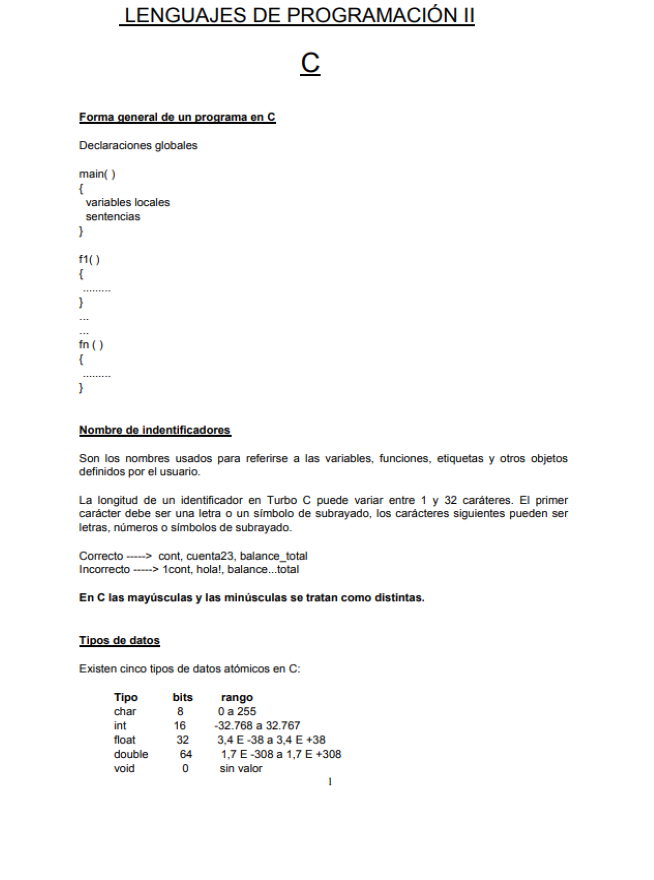 LENGUAJES DE PROGRAMACIÓN II
C
Forma general de un programa en C
Declaraciones globales
main( )
{
variables locales
sentencias
}
f1( )
{
.........
}
...
...
fn ( )
{
.........
}
Nombre de indentificadores
Son los nombres usados para referirse a las variables, funciones, etiquetas y otros objetos
definidos por el usuario.
La longitud de un identificador en Turbo C puede variar entre 1 y 32 caráteres. El primer
carácter debe ser una letra o un símbolo de subrayado, los carácteres siguientes pueden ser
letras, números o símbolos de subrayado.
Correcto -----> cont, cuenta23, balance_total
Incorrecto -----> 1cont, hola!, balance...total
En C las mayúsculas y las minúsculas se tratan como distintas.
Tipos de datos
Existen cinco tipos de datos atómicos en C:
Tipo bits rango
char 8 0 a 255
int 16 -32.768 a 32.767
float 32 3,4 E -38 a 3,4 E +38
double 64 1,7 E -308 a 1,7 E +308
void 0 sin valor
1